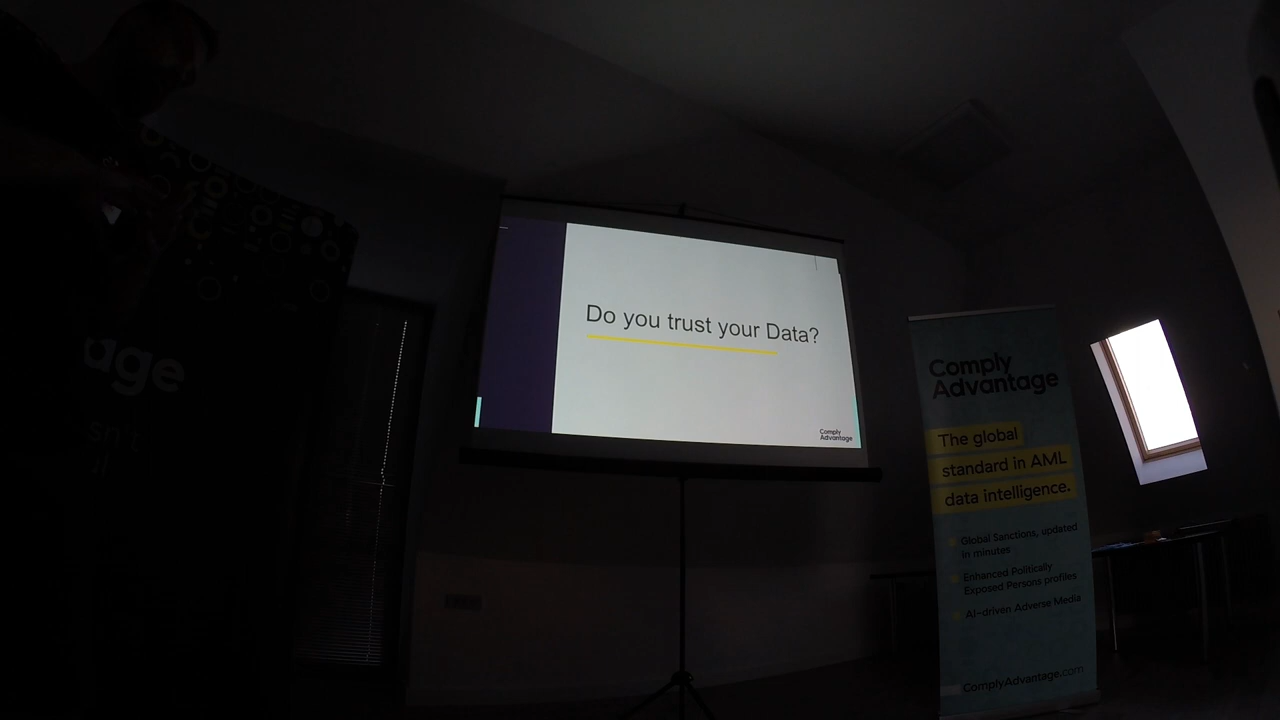 age
Do you trust your Data?
Comply
Advantage
Comply
Advantage
The global
standard in AML
data intelligence.
Global Sanctions, updated
in minutes
Enhanced Politically
Exposed Persons profiles
AI-driven Adverse Media
ComplyAdvantage.com